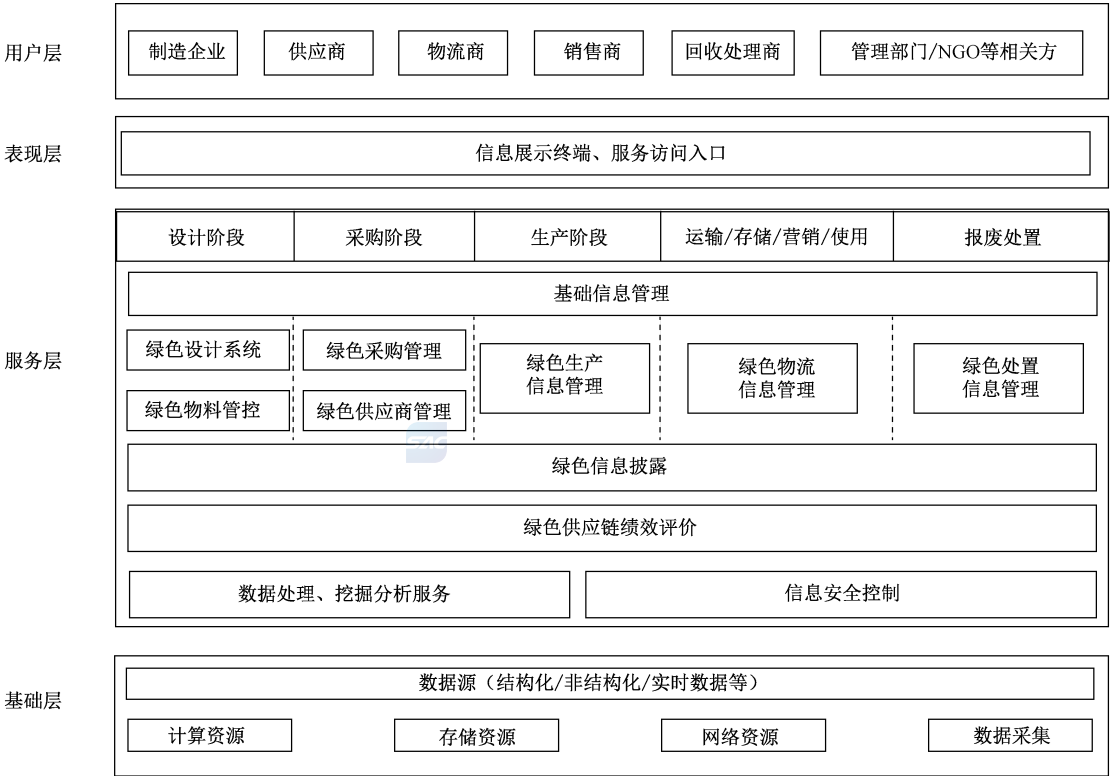 用户层
制造企业
供应商
物流商
销售商
回收处理商
管理部门/NGO等相关方
表现层
信息展示终端、服务访问入口
服务层
设计阶段
采购阶段
生产阶段
运输/存储/营销/使用
报废处置
基础信息管理
绿色设计系统
绿色采购管理
绿色生产
信息管理
绿色物流
信息管理
绿色处置
信息管理
绿色物料管控
绿色供应商管理
SAC
绿色信息披露
绿色供应链绩效评价
数据处理、挖掘分析服务
信息安全控制
基础层
数据源（结构化/非结构化/实时数据等）
计算资源
存储资源
网络资源
数据采集